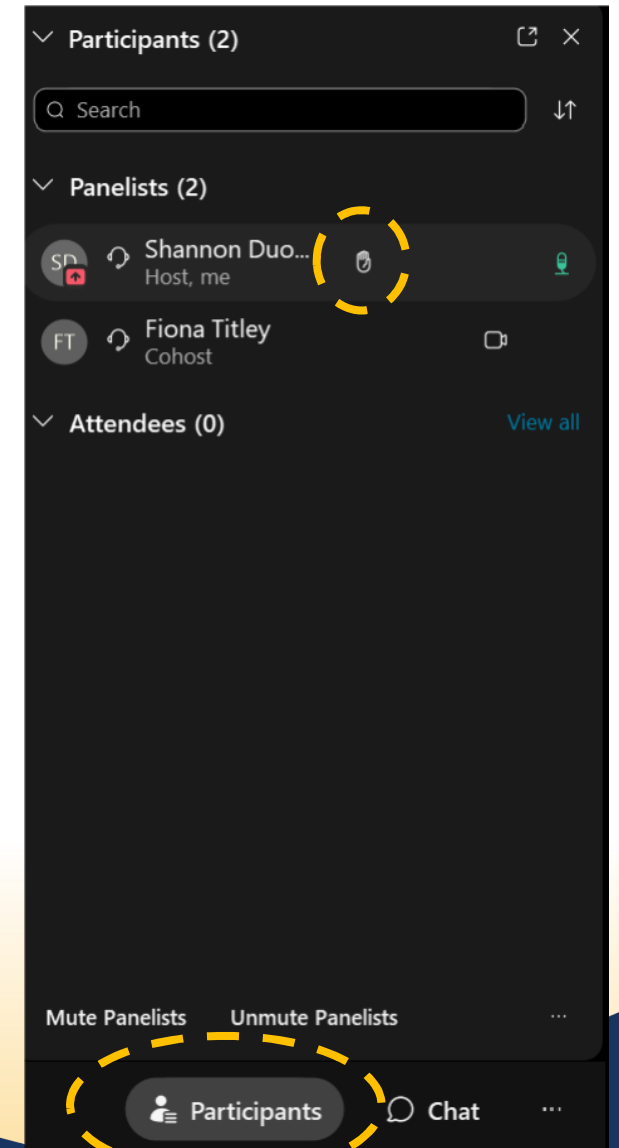 Participants (2)
Search
Panelists (2)
SD
Shannon Duo...
Host, me
FT
Fiona Titley
Cohost
Attendees (0) View all
Mute Panelists Unmute Panelists ...
Participants Chat ...